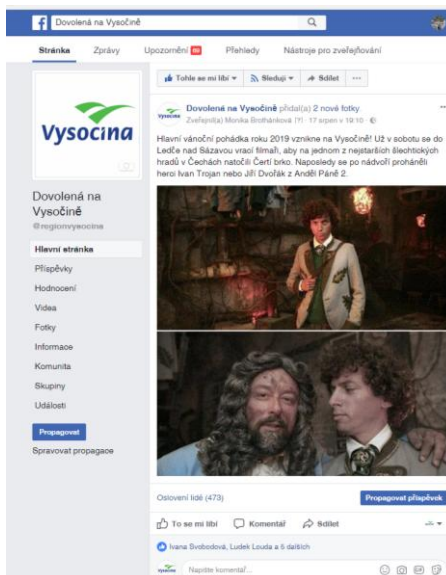 Dovolená na Vysočině
Stránka Zprávy Upozornění Přehledy Nástroje pro zveřejňování
Vysočina
Dovolená na
Vysočině
@regionvysocina
Hlavní stránka
Příspěvky
Hodnocení
Videa
Fotky
Informace
Komunita
Skupiny
Události
Propagovat
Spravovat propagace
Tohle se mi líbí Sleduji Sdílet
Dovolená na Vysočině přidal(a) 2 nové fotky.
Zveřejnil(a) Monika Brothánková [?] · 17 srpen v 19:10 ·
Hlavní vánoční pohádka roku 2019 vznikne na Vysočině! Už v sobotu se do
Ledče nad Sázavou vrací filmaři, aby na jednom z nejstarších šlechtických
hradů v Čechách natočili Čertí brko. Naposledy se po nádvoří proháněli
herci Ivan Trojan nebo Jiří Dvořák z Anděl Páně 2.
Oslovení lidé (473)
Propagovat příspěvek
To se mi líbí Komentář Sdílet
Ivana Svobodová, Ludek Louda a 5 dalších
Napište komentář...